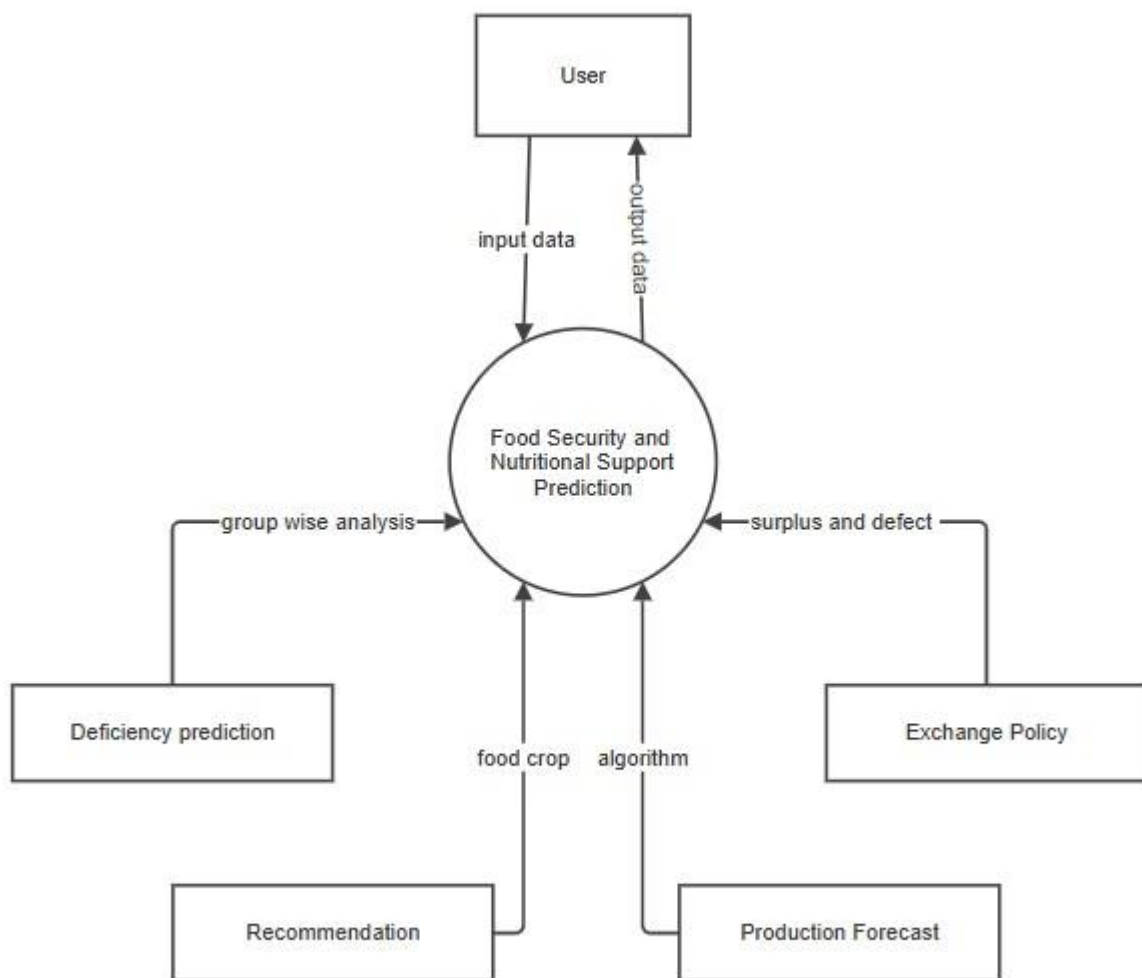 User
input data
output data
Food Security and
Nutritional Support
Prediction
group wise analysis
surplus and defect
Deficiency prediction
Exchange Policy
food crop
algorithm
Recommendation
Production Forecast